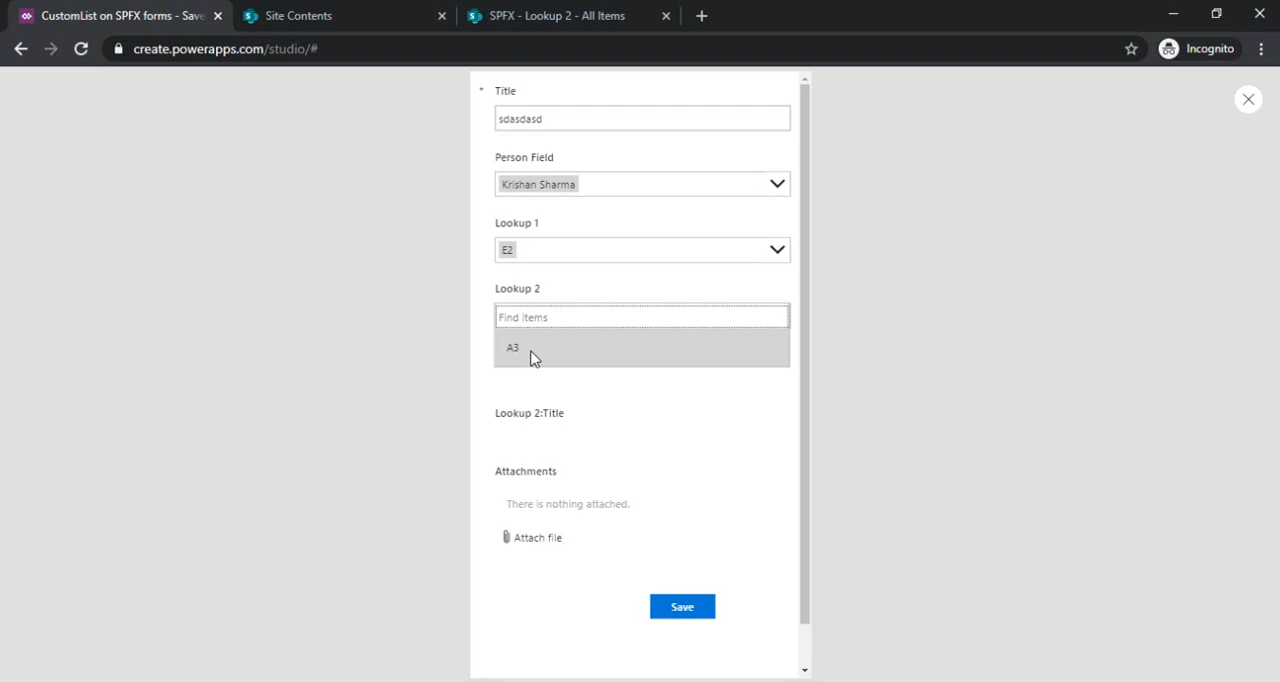 CustomList on SPFX forms - Save
Site Contents
SPFX - Lookup 2 - All Items
create.powerapps.com/studio/#
Incognito
* Title
sdasdasd
Person Field
Krishan Sharma
Lookup 1
E2
Lookup 2
Find items
A3
Lookup 2:Title
Attachments
There is nothing attached.
Attach file
Save